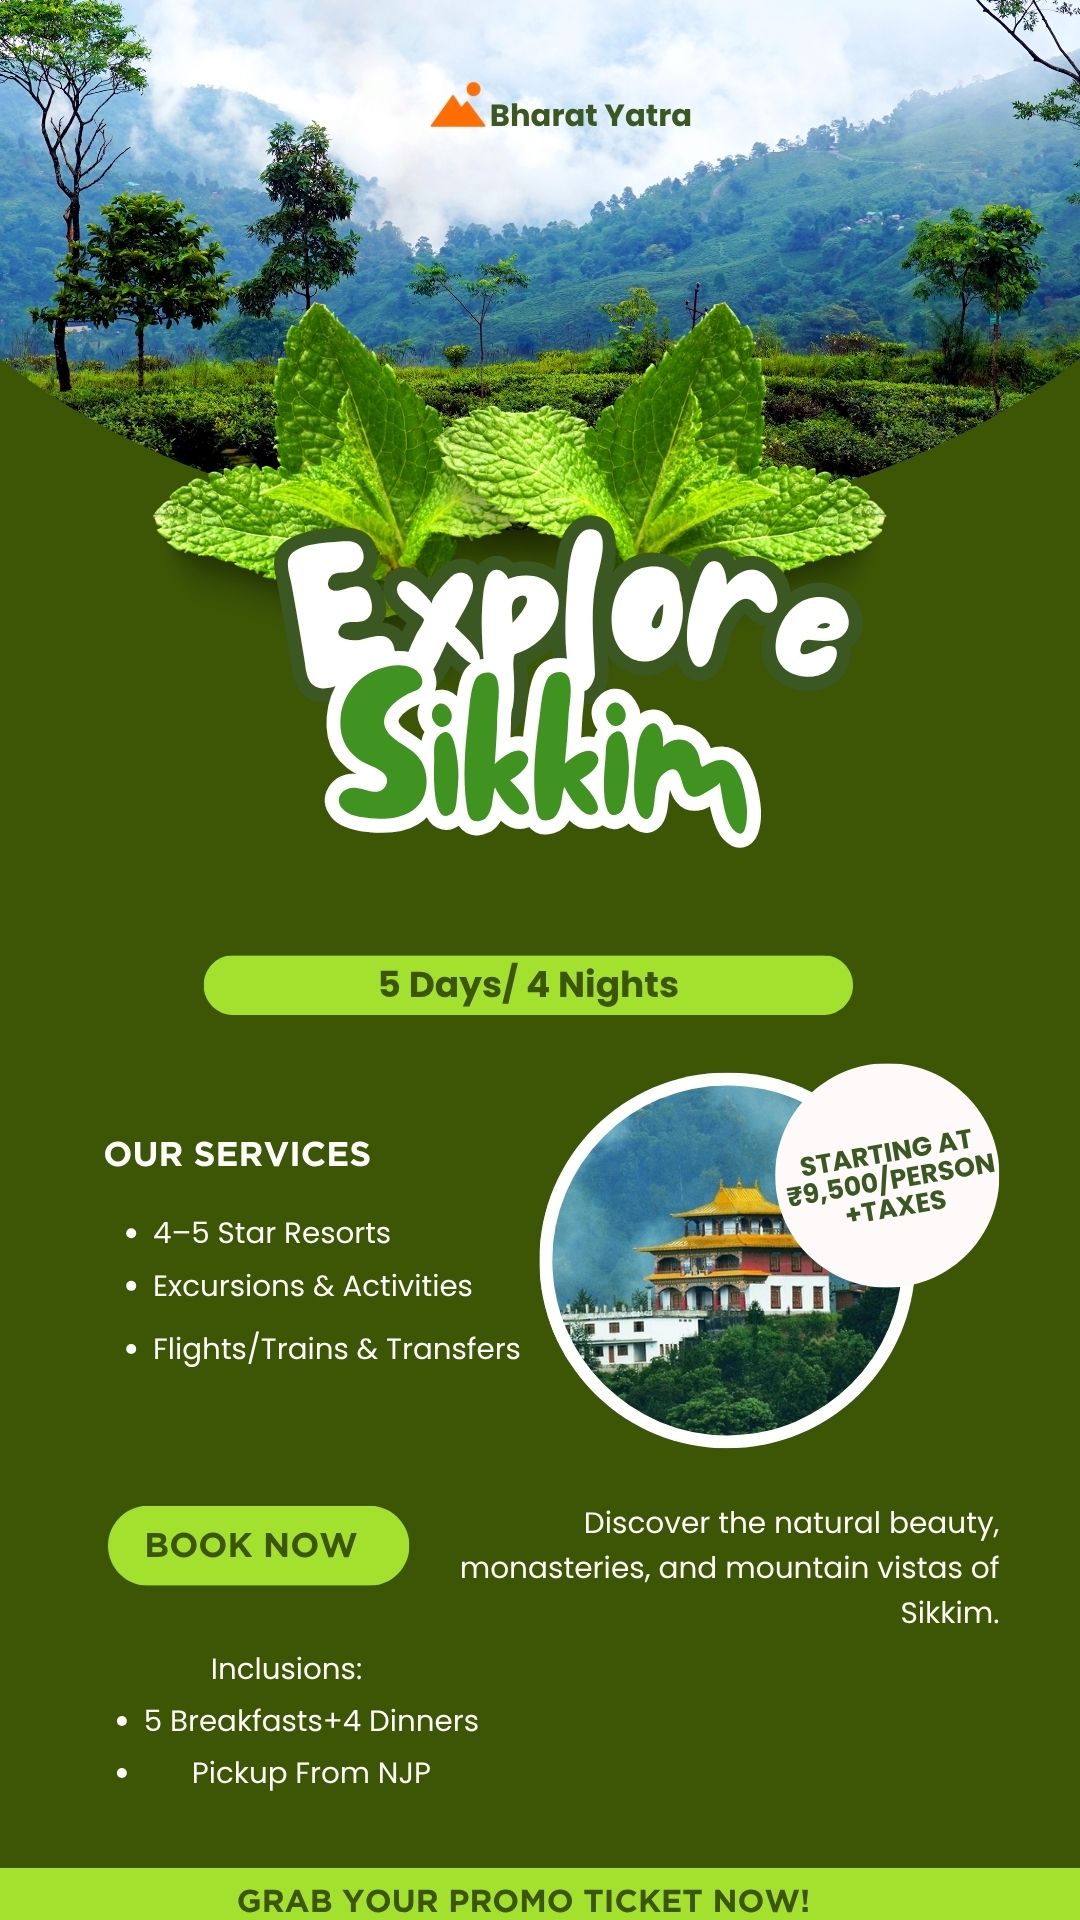 Bharat Yatra
Explore
Sikkim
5 Days/ 4 Nights
OUR SERVICES
• 4–5 Star Resorts
• Excursions & Activities
• Flights/Trains & Transfers
STARTING AT
₹9,500/PERSON
+TAXES
BOOK NOW
Discover the natural beauty,
monasteries, and mountain vistas of
Sikkim.
Inclusions:
• 5 Breakfasts+4 Dinners
• Pickup From NJP
GRAB YOUR PROMO TICKET NOW!